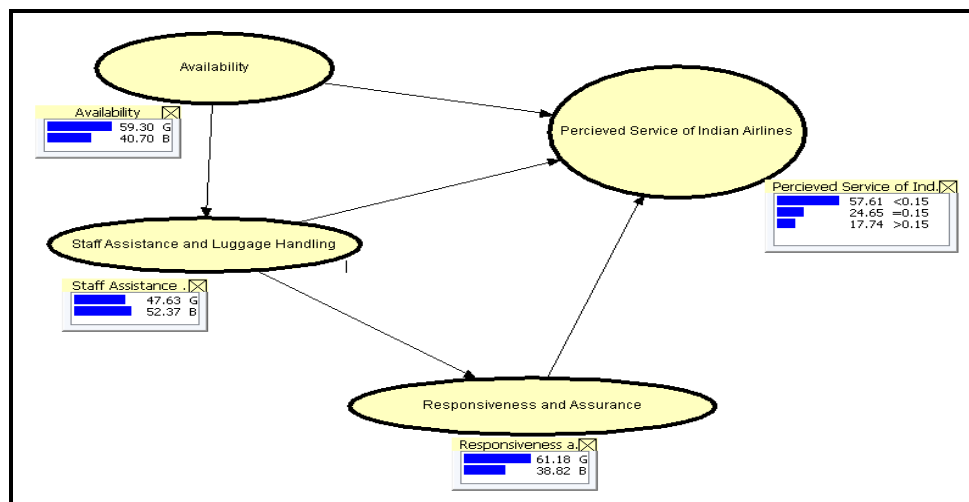 Availability
Availability
59.30 G
40.70 B
Percieved Service of Indian Airlines
Percieved Service of Ind.
57.61 <0.15
24.65 =0.15
17.74 >0.15
Staff Assistance and Luggage Handling
Staff Assistance .
47.63 G
52.37 B
Responsiveness and Assurance
Responsiveness a.
61.18 G
38.82 B